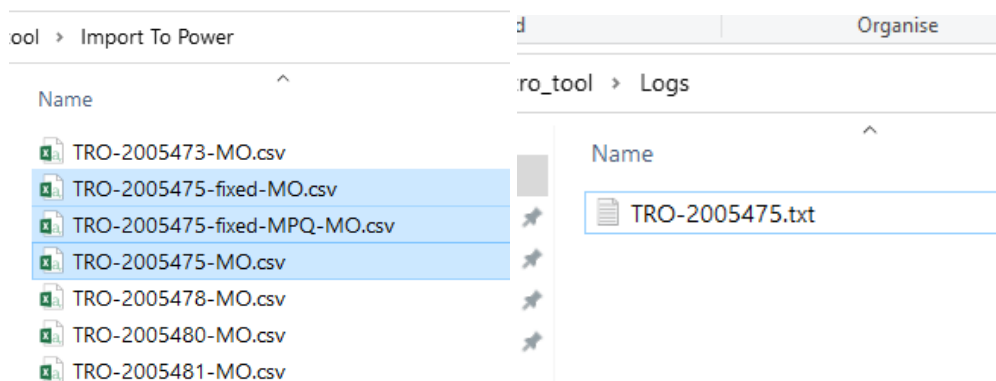 ool > Import To Power
Name
TRO-2005473-MO.csv
TRO-2005475-fixed-MO.csv
TRO-2005475-fixed-MPQ-MO.csv
TRO-2005475-MO.csv
TRO-2005478-MO.csv
TRO-2005480-MO.csv
TRO-2005481-MO.csv
d
Organise
ro_tool > Logs
Name
TRO-2005475.txt